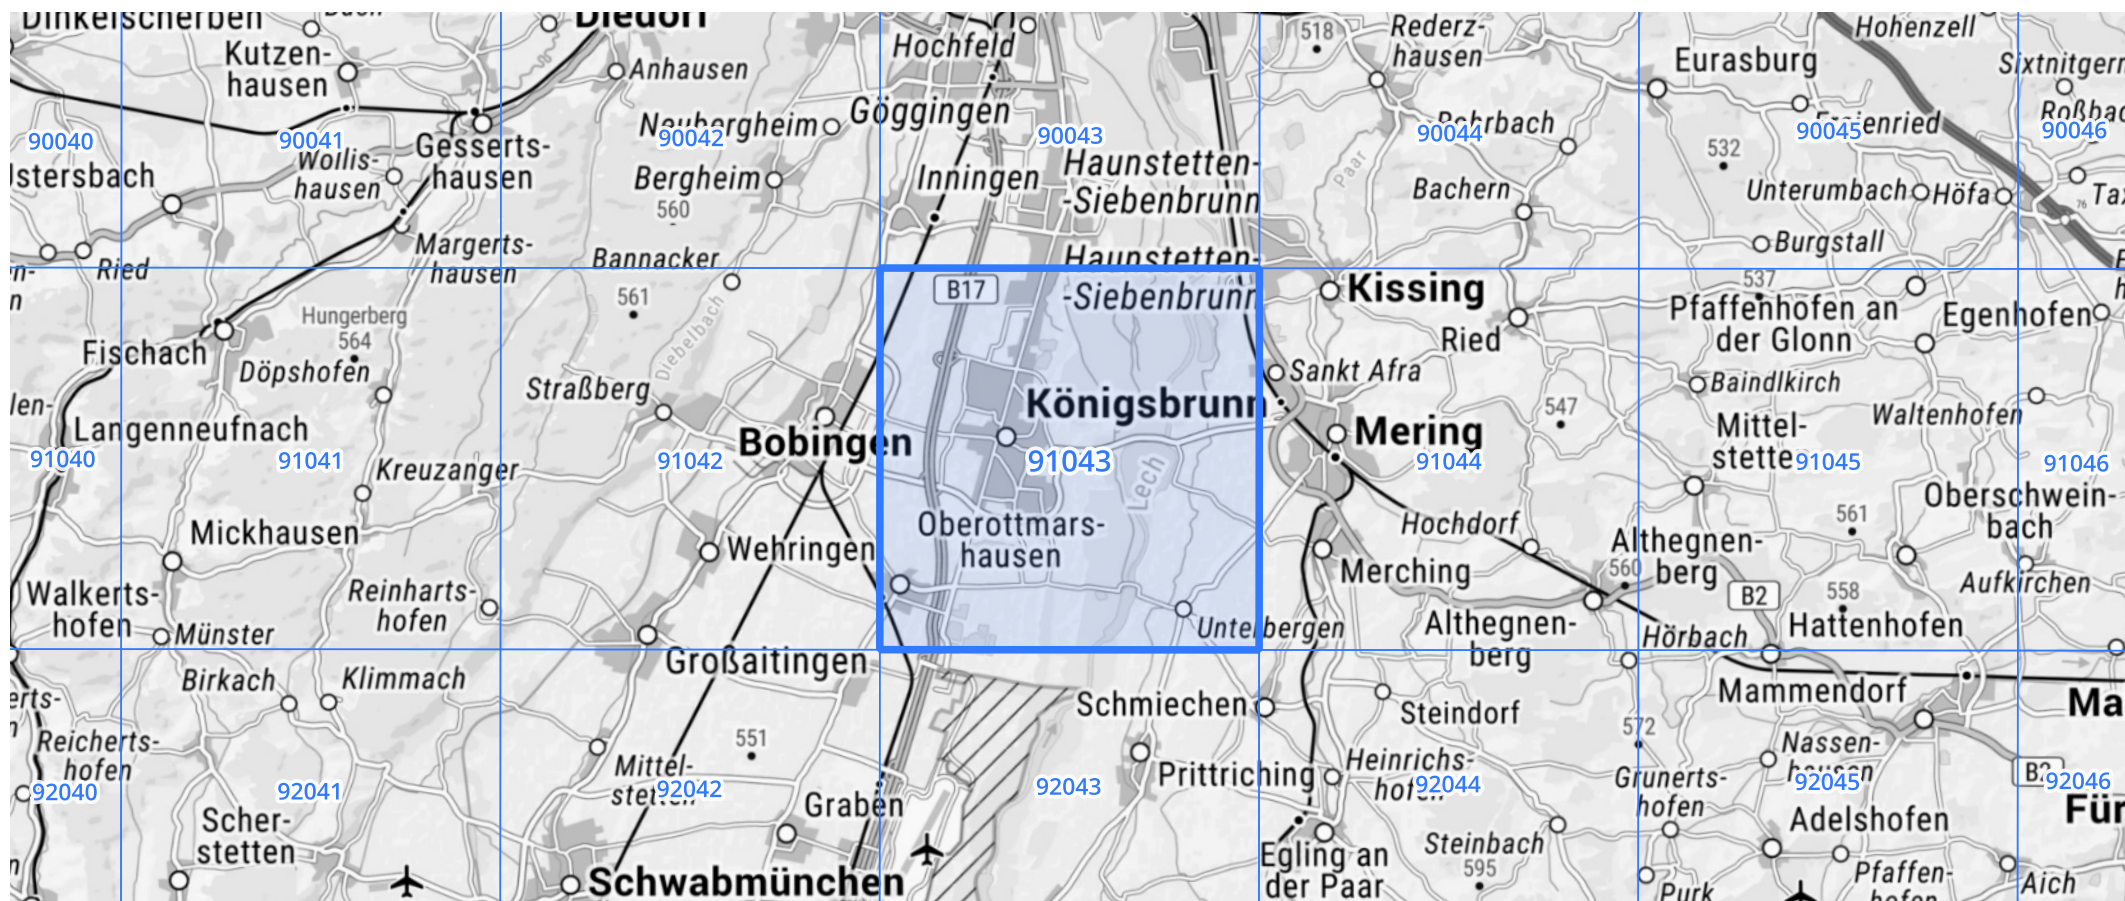 Dinkelscherben
Diedorf
Hochfeld
518
Rederz-
hausen
Hohenzell
Kutzen-
hausen
Anhausen
Eurasburg
Göggingen
Neubergheim
90040
90041
90042
90043
90044
Rohrbach
90045
Freienried
90046
Gesserts-
hausen
Wollis-
hausen
Bergheim
560
Inningen
Haunstetten-
-Siebenbrunn
Paar
Bachern
532
Unterumbach
Höfa
76
Margerts-
hausen
Bannacker
Burgstall
Ried
Haunstetten-
-Siebenbrunn
B17
Kissing
537
Pfaffenhofen an
der Glonn
Egenhofen
Hungerberg
564
561
Diebelbach
Fischach
Döpshofen
Ried
Straßberg
Sankt Afra
Baindlkirch
Königsbrunn
547
Waltenhofen
Langenneufnach
Bobingen
Mering
Mittel-
stetten
91040
91041
91042
91043
91044
91045
91046
Kreuzanger
Lech
Oberschwein-
bach
Mickhausen
Wehringen
Oberottmars-
hausen
Hochdorf
561
Althegnen-
berg
560
Merching
Aufkirchen
Walkerts-
hofen
Reinharts-
hofen
B2
558
Münster
Unterbergen
Althegnen-
berg
Hörbach
Hattenhofen
Großaitingen
Birkach
Klimmach
Schmiechen
Steindorf
Mammendorf
Reicherts-
hofen
551
572
Nassen-
hausen
Mittel-
stetten
Prittriching
Heinrichs-
hofen
Grunerts-
hofen
B2
92040
92041
92042
92043
92044
92045
92046
Graben
Scher-
stetten
Adelshofen
Steinbach
595
Egling an
der Paar
Schwabmünchen
Purk
Pfaffen-
hofen
Aich